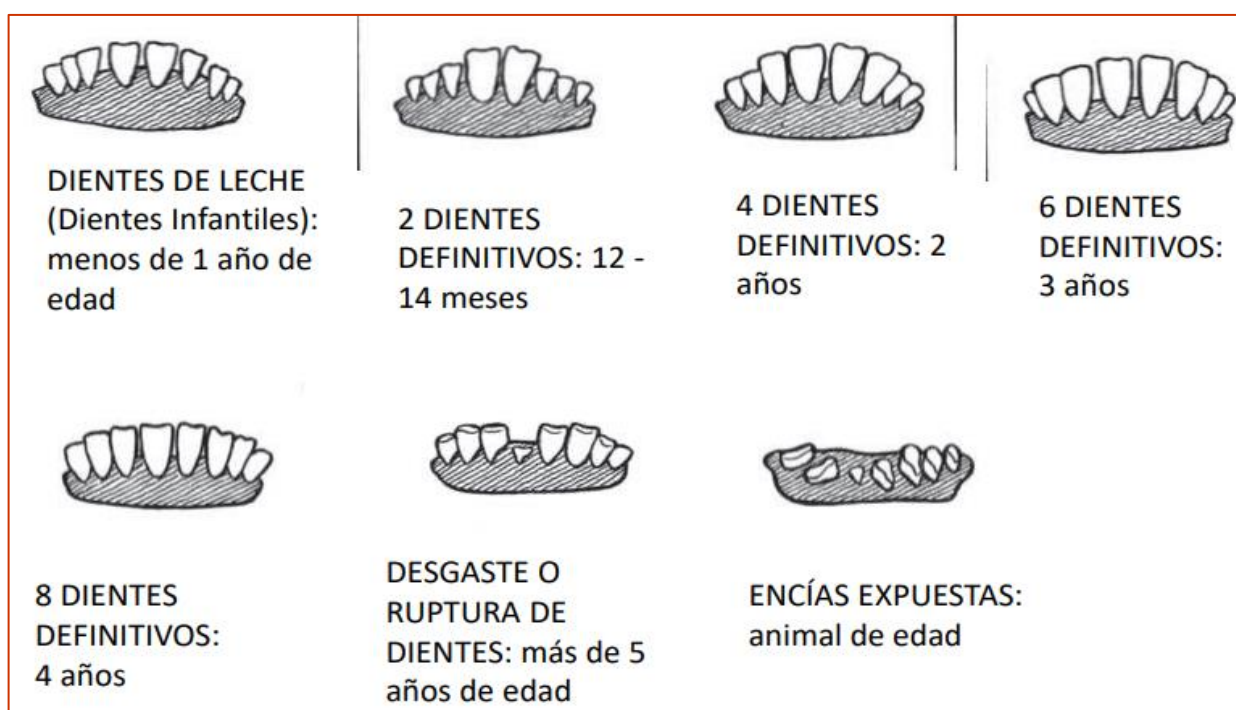 DIENTES DE LECHE
(Dientes Infantiles):
menos de 1 año de
edad
2 DIENTES
DEFINITIVOS: 12 -
14 meses
4 DIENTES
DEFINITIVOS: 2
años
6 DIENTES
DEFINITIVOS:
3 años
8 DIENTES
DEFINITIVOS:
4 años
DESGASTE O
RUPTURA DE
DIENTES: más de 5
años de edad
ENCÍAS EXPUESTAS:
animal de edad